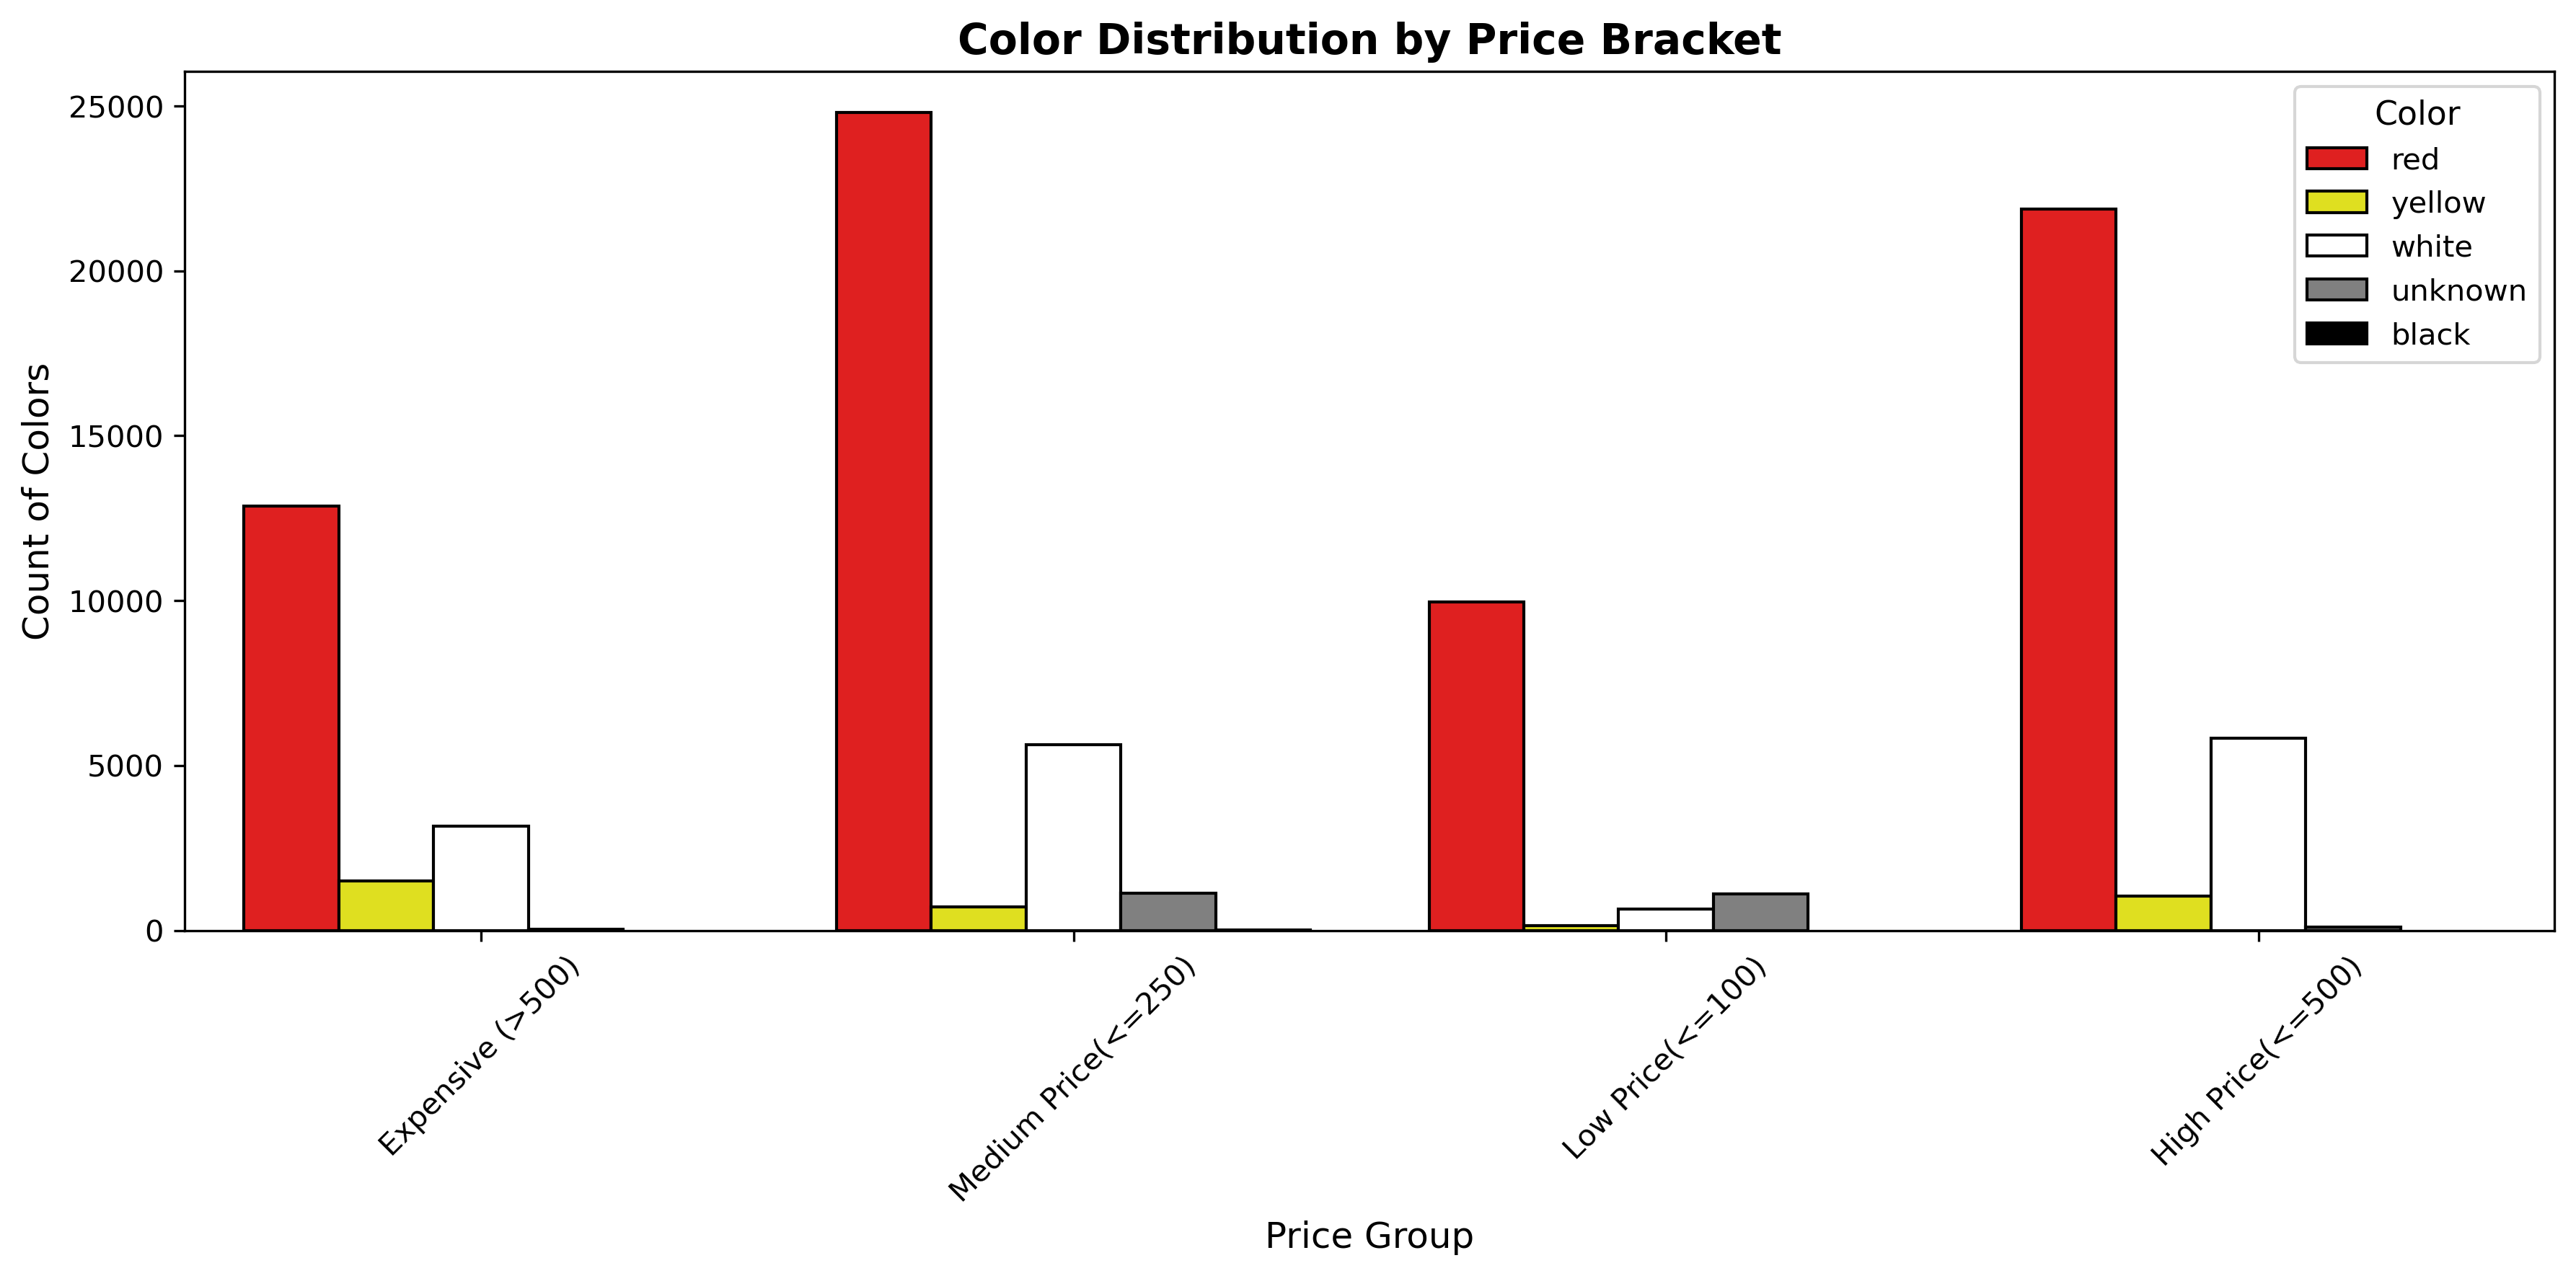 Color Distribution by Price Bracket
Count of Colors
25000
20000
15000
10000
5000
0
Color
red
yellow
white
unknown
black
Expensive (>500)
Medium Price(<=250)
Low Price(<=100)
High Price(<=500)
Price Group